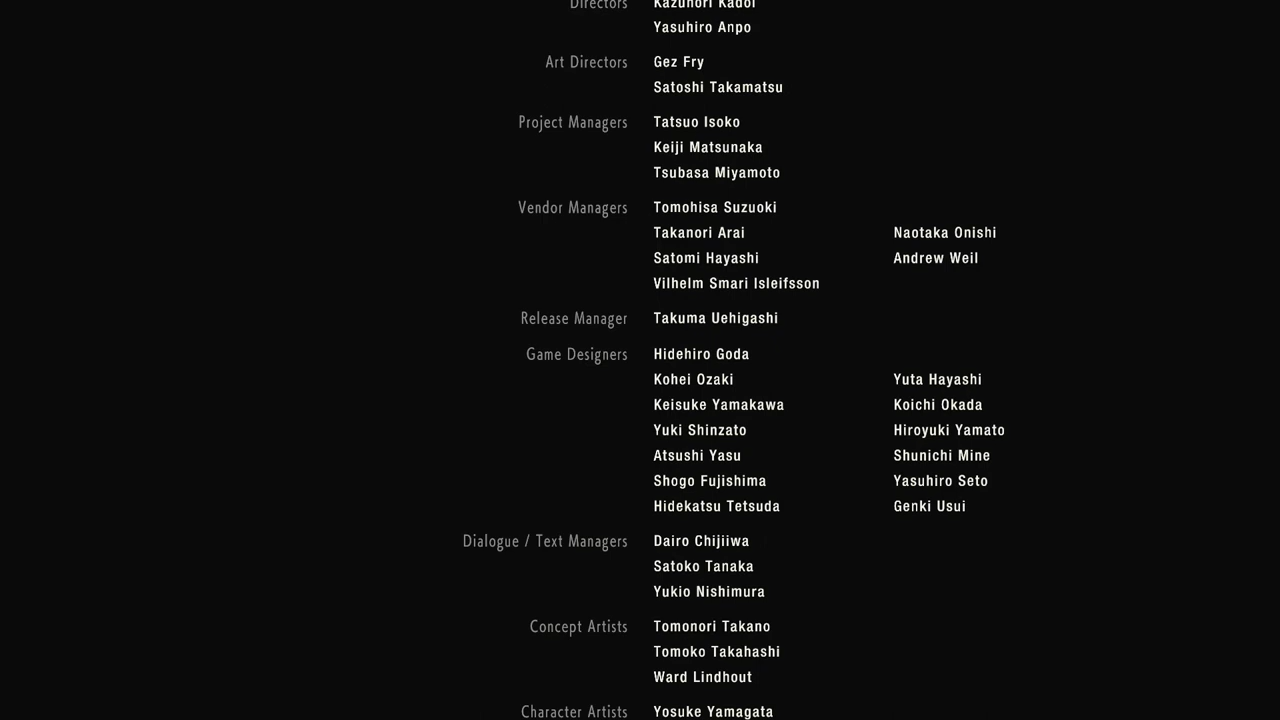 Directors Kazunori Kadoi
Yasuhiro Anpo
Art Directors Gez Fry
Satoshi Takamatsu
Project Managers Tatsuo Isoko
Keiji Matsunaka
Tsubasa Miyamoto
Vendor Managers Tomohisa Suzuoki
Takanori Arai Naotaka Onishi
Satomi Hayashi Andrew Weil
Vilhelm Smari Isleifsson
Release Manager Takuma Uehigashi
Game Designers Hidehiro Goda
Kohei Ozaki Yuta Hayashi
Keisuke Yamakawa Koichi Okada
Yuki Shinzato Hiroyuki Yamato
Atsushi Yasu Shunichi Mine
Shogo Fujishima Yasuhiro Seto
Hidekatsu Tetsuda Genki Usui
Dialogue / Text Managers Dairo Chijiiwa
Satoko Tanaka
Yukio Nishimura
Concept Artists Tomonori Takano
Tomoko Takahashi
Ward Lindhout
Character Artists Yosuke Yamagata